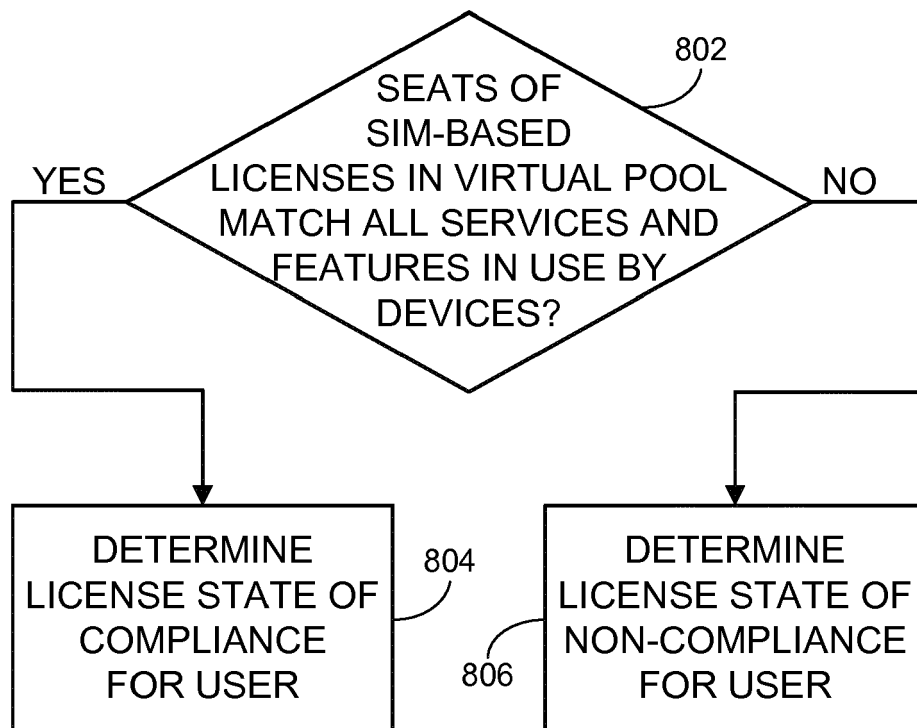 802
SEATS OF
SIM-BASED
LICENSES IN VIRTUAL POOL
MATCH ALL SERVICES AND
FEATURES IN USE BY
DEVICES?
YES
NO
DETERMINE
LICENSE STATE OF
COMPLIANCE
FOR USER
804
DETERMINE
LICENSE STATE OF
NON-COMPLIANCE
FOR USER
806